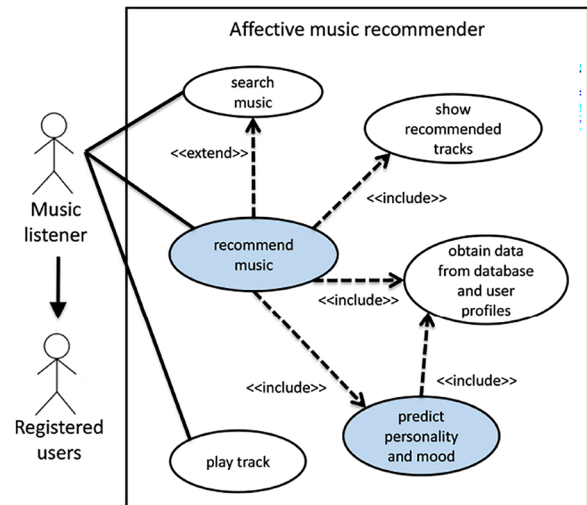 Affective music recommender
search
music
show
recommended
tracks
<<extend>>
<<include>>
Music
listener
recommend
music
obtain data
from database
and user
profiles
<<include>>
<<include>>
<<include>>
Registered
users
predict
personality
and mood
play track